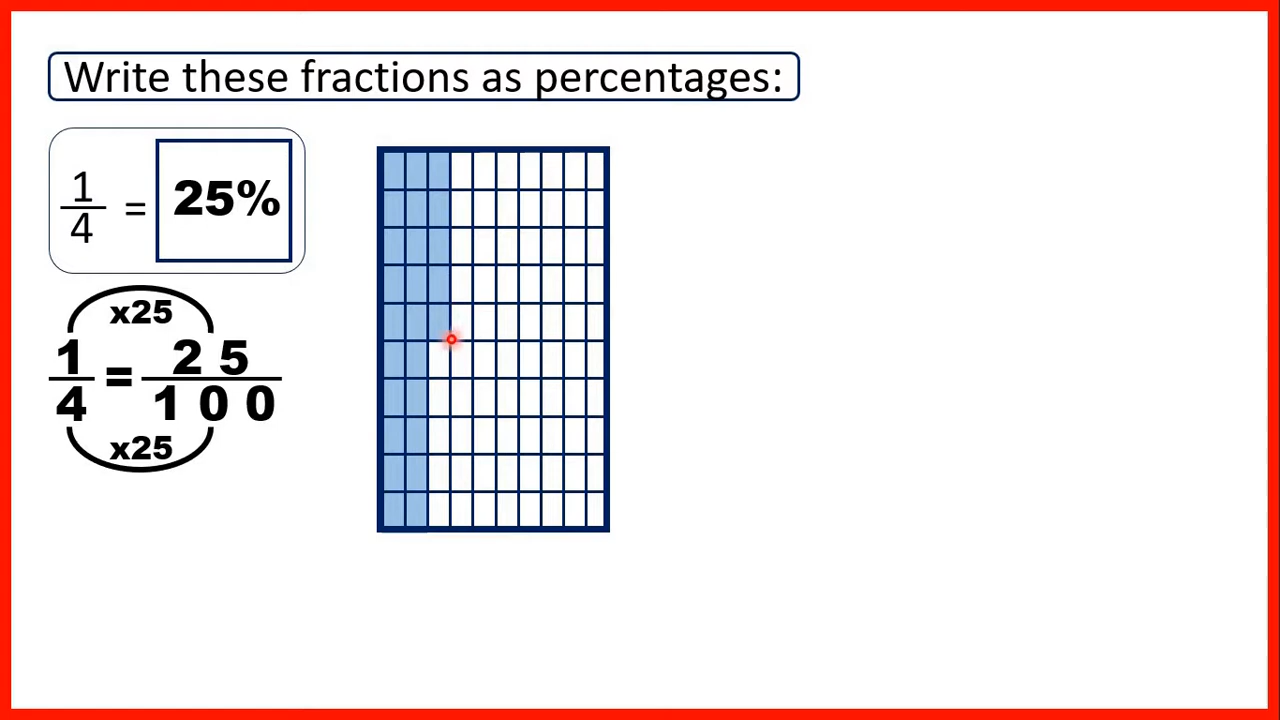 Write these fractions as percentages:
1/4 = 25%
x25
1/4 = 25/100
x25